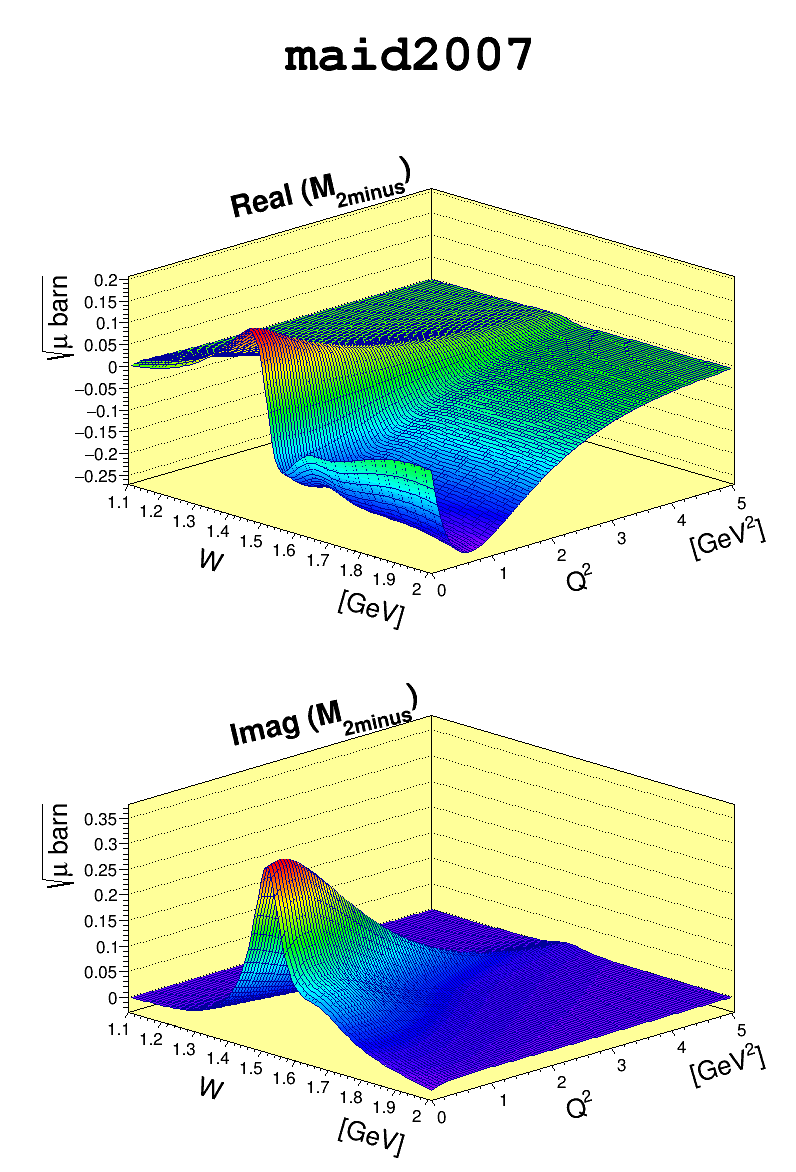 maid2007
Real (M2minus)
√μ barn
0.2
0.15
0.1
0.05
0
−0.05
−0.1
−0.15
−0.2
−0.25
1.1 1.2 1.3 1.4 1.5 1.6 1.7 1.8 1.9 2
W
[GeV]
0 1 2 3 4 5
Q²
[GeV²]
Imag (M2minus)
√μ barn
0.35
0.3
0.25
0.2
0.15
0.1
0.05
0
1.1 1.2 1.3 1.4 1.5 1.6 1.7 1.8 1.9 2
W
[GeV]
0 1 2 3 4 5
Q²
[GeV²]